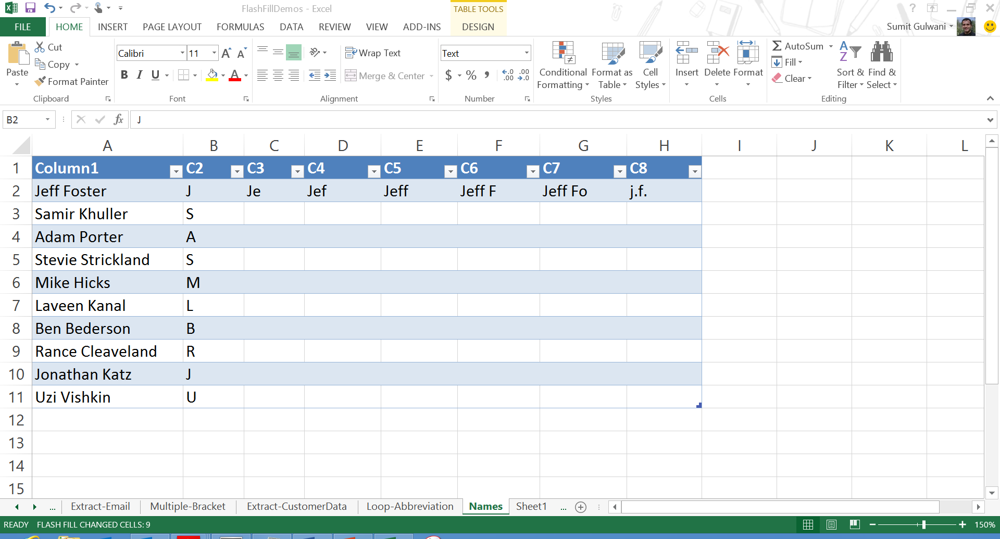 FlashFillDemos - Excel
TABLE TOOLS
?
FILE HOME INSERT PAGE LAYOUT FORMULAS DATA REVIEW VIEW ADD-INS DESIGN
Sumit Gulwani
Paste
Cut
Copy
Format Painter
Clipboard
Calibri 11 A A
B I U A
Font
Wrap Text
Merge & Center
Alignment
Text
$ % , .0 .00 .00 .0
Number
Conditional Formatting
Format as Table
Cell Styles
Styles
Insert Delete Format
Cells
AutoSum
Fill
Clear
Sort & Filter
Find & Select
Editing
B2 fx J
A B C D E F G H I J K L
1 Column1 C2 C3 C4 C5 C6 C7 C8
2 Jeff Foster J Je Jef Jeff Jeff F Jeff Fo j.f.
3 Samir Khuller S
4 Adam Porter A
5 Stevie Strickland S
6 Mike Hicks M
7 Laveen Kanal L
8 Ben Bederson B
9 Rance Cleaveland R
10 Jonathan Katz J
11 Uzi Vishkin U
12
13
14
15
... Extract-Email Multiple-Bracket Extract-CustomerData Loop-Abbreviation Names Sheet1 ...
READY FLASH FILL CHANGED CELLS: 9 150%